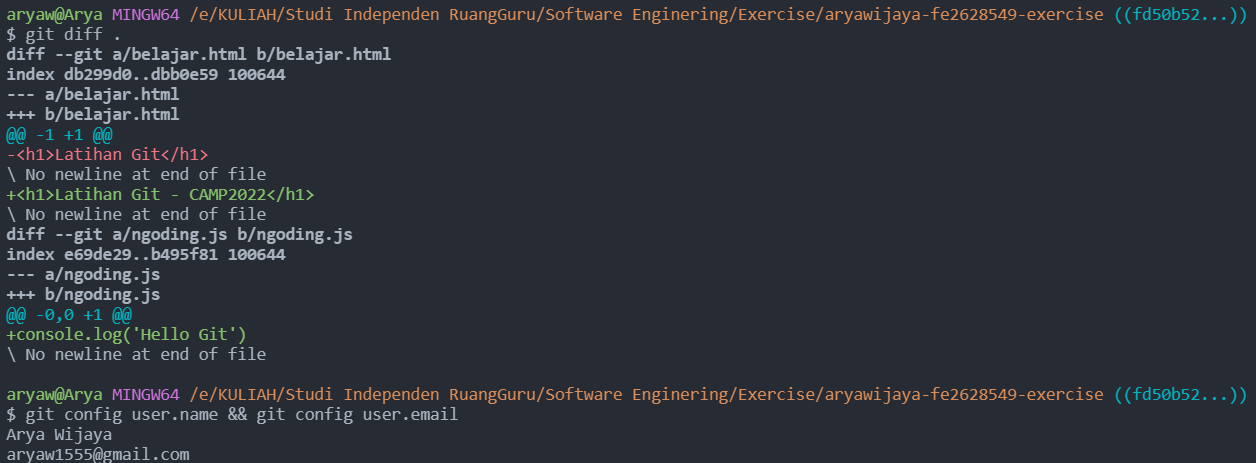 aryaw@Arya MINGW64 /e/KULIAH/Studi Independen RuangGuru/Software Enginering/Exercise/aryawijaya-fe2628549-exercise ((fd50b52...))
$ git diff .
diff --git a/belajar.html b/belajar.html
index db299d0..dbb0e59 100644
--- a/belajar.html
+++ b/belajar.html
@@ -1 +1 @@
-<h1>Latihan Git</h1>
\ No newline at end of file
+<h1>Latihan Git - CAMP2022</h1>
\ No newline at end of file
diff --git a/ngoding.js b/ngoding.js
index e69de29..b495f81 100644
--- a/ngoding.js
+++ b/ngoding.js
@@ -0,0 +1 @@
+console.log('Hello Git')
\ No newline at end of file
aryaw@Arya MINGW64 /e/KULIAH/Studi Independen RuangGuru/Software Enginering/Exercise/aryawijaya-fe2628549-exercise ((fd50b52...))
$ git config user.name && git config user.email
Arya Wijaya
aryaw1555@gmail.com